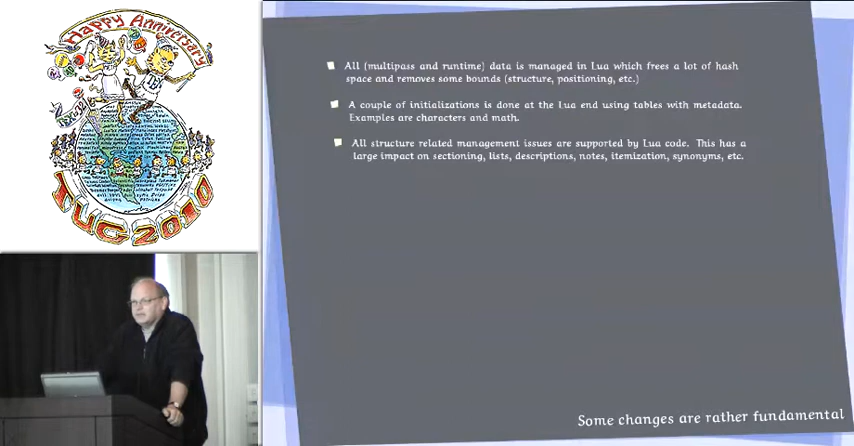 Happy Anniversary
TUG 2010
All (multipass and runtime) data is managed in Lua which frees a lot of hash
space and removes some bounds (structure, positioning, etc.)
A couple of initializations is done at the Lua end using tables with metadata.
Examples are characters and math.
All structure related management issues are supported by Lua code. This has a
large impact on sectioning, lists, descriptions, notes, itemization, synonyms, etc.
Some changes are rather fundamental